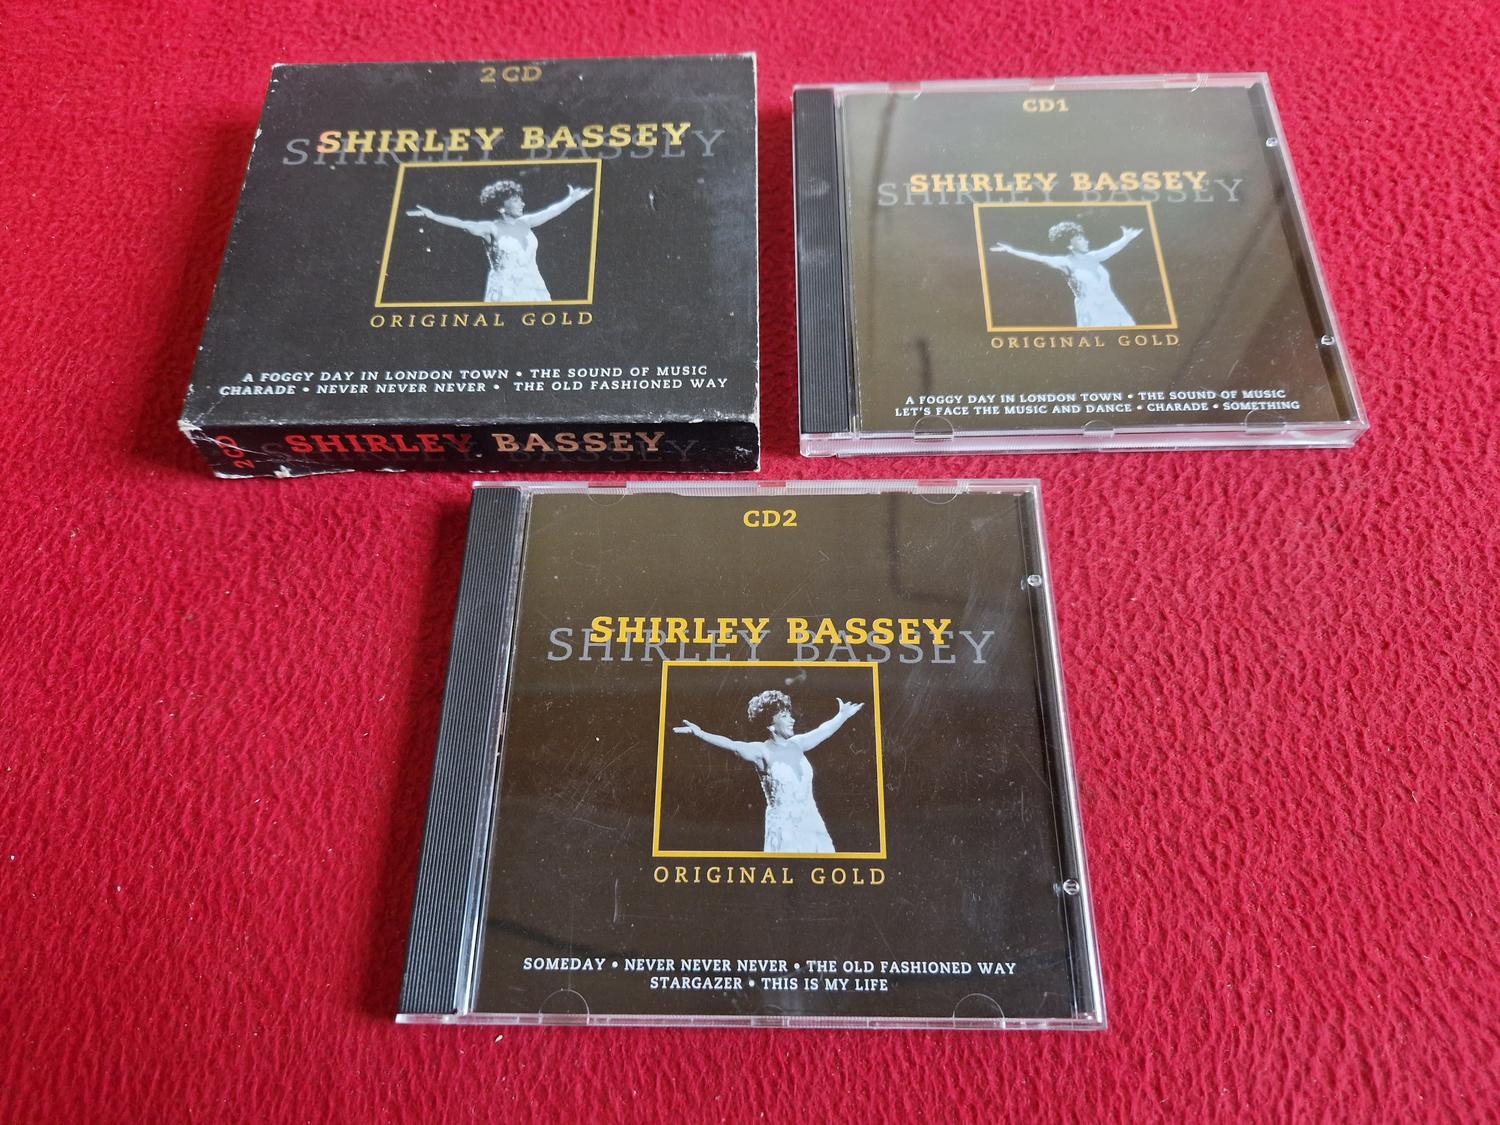 2 CD
SHIRLEY BASSEY
SHIRLEY BASSEY
ORIGINAL GOLD
A FOGGY DAY IN LONDON TOWN • THE SOUND OF MUSIC
CHARADE • NEVER NEVER NEVER • THE OLD FASHIONED WAY
2 CD
SHIRLEY BASSEY
SHIRLEY BASSEY
CD1
SHIRLEY BASSEY
SHIRLEY BASSEY
ORIGINAL GOLD
A FOGGY DAY IN LONDON TOWN • THE SOUND OF MUSIC
LET'S FACE THE MUSIC AND DANCE • CHARADE • SOMETHING
CD2
SHIRLEY BASSEY
SHIRLEY BASSEY
ORIGINAL GOLD
SOMEDAY • NEVER NEVER NEVER • THE OLD FASHIONED WAY
STARGAZER • THIS IS MY LIFE